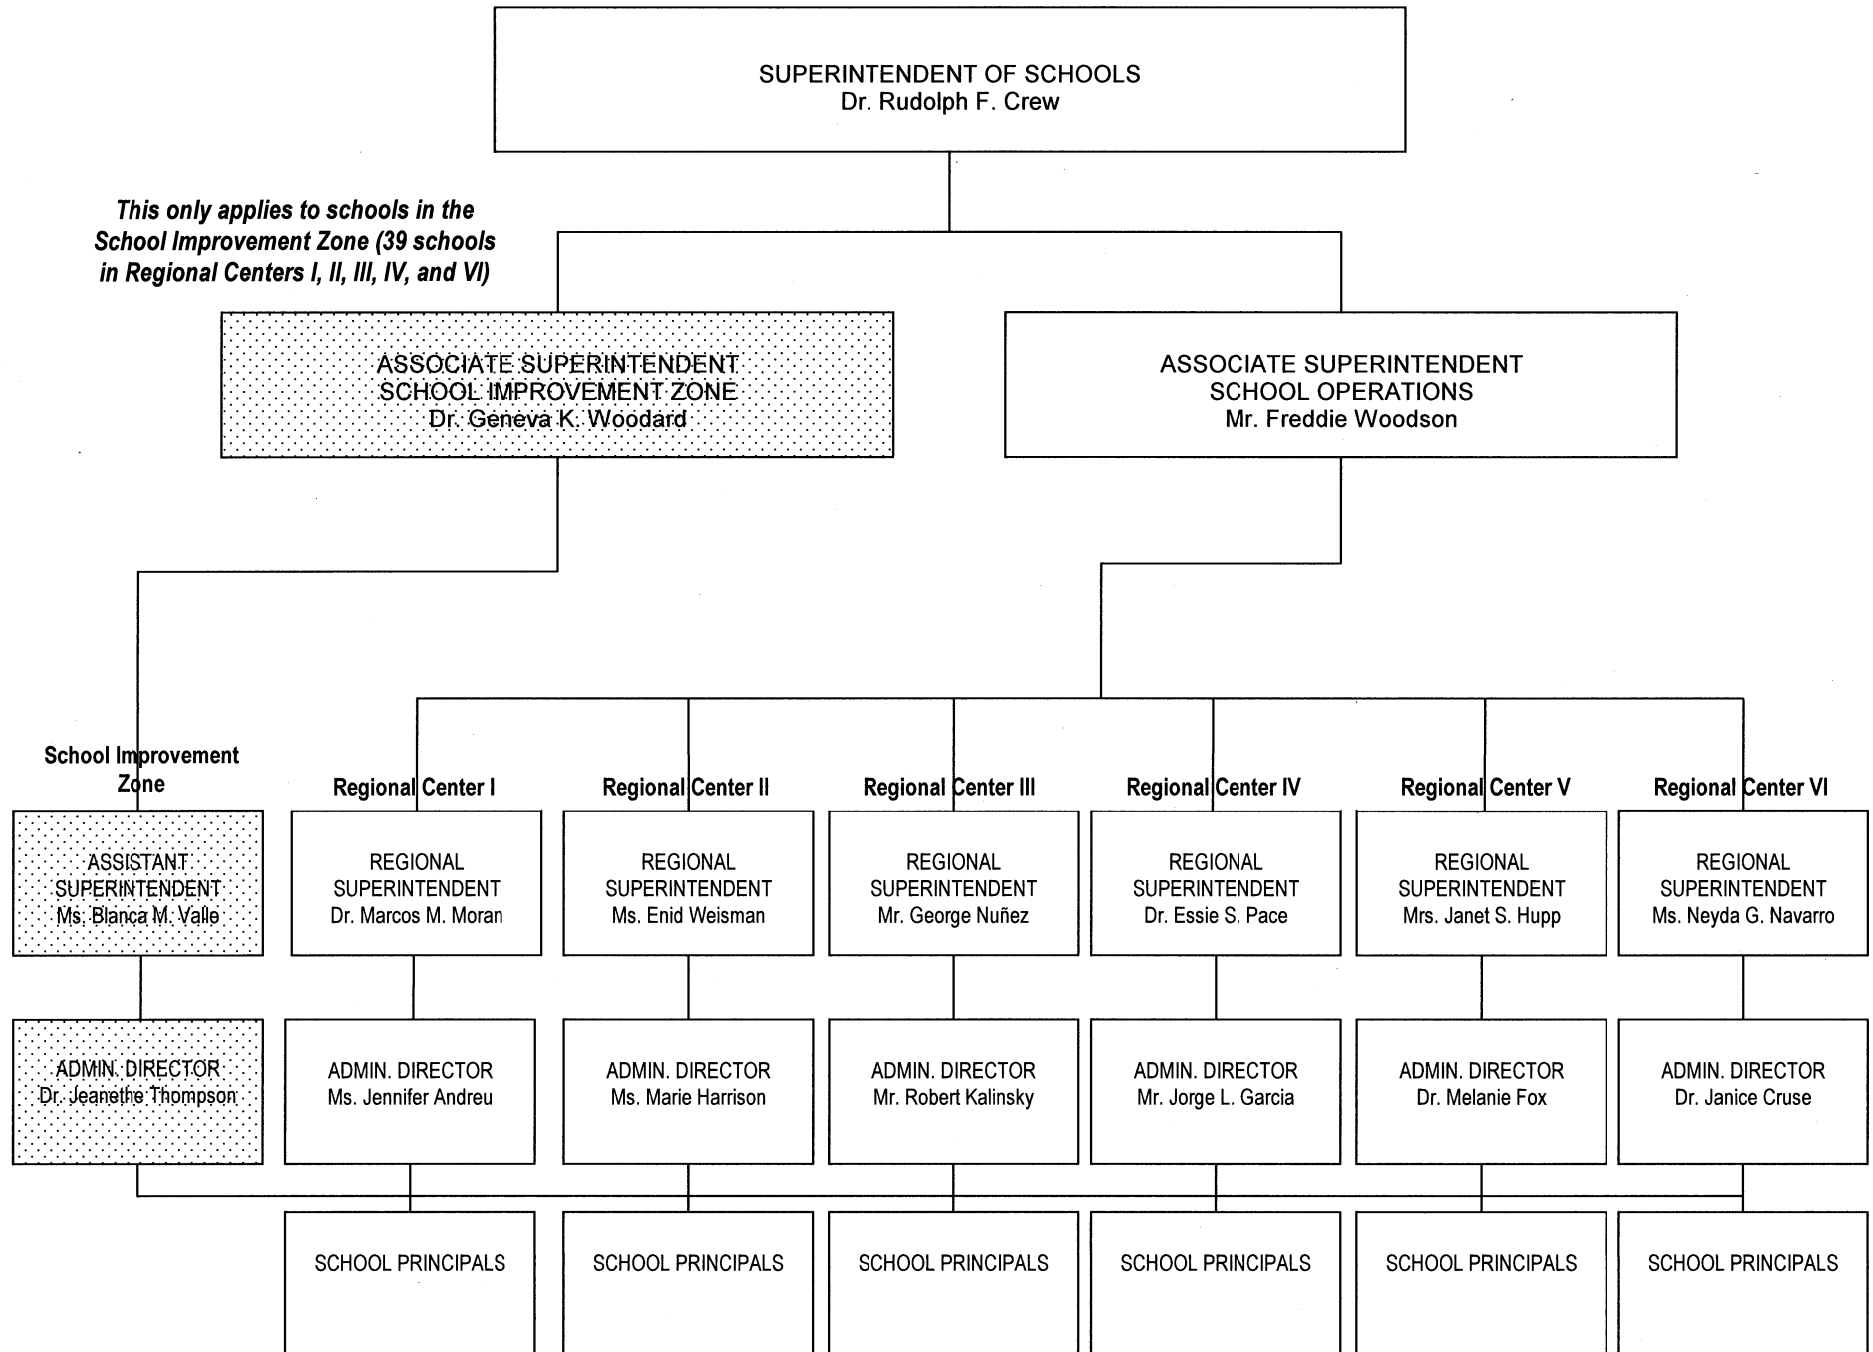 SUPERINTENDENT OF SCHOOLS
Dr. Rudolph F. Crew
This only applies to schools in the
School Improvement Zone (39 schools
in Regional Centers I, II, III, IV, and VI)
ASSOCIATE SUPERINTENDENT
SCHOOL IMPROVEMENT ZONE
Dr. Geneva K. Woodard
ASSOCIATE SUPERINTENDENT
SCHOOL OPERATIONS
Mr. Freddie Woodson
School Improvement
Zone
Regional Center I
Regional Center II
Regional Center III
Regional Center IV
Regional Center V
Regional Center VI
ASSISTANT
SUPERINTENDENT
Ms. Blanca M. Valle
REGIONAL
SUPERINTENDENT
Dr. Marcos M. Moran
REGIONAL
SUPERINTENDENT
Ms. Enid Weisman
REGIONAL
SUPERINTENDENT
Mr. George Nuñez
REGIONAL
SUPERINTENDENT
Dr. Essie S. Pace
REGIONAL
SUPERINTENDENT
Mrs. Janet S. Hupp
REGIONAL
SUPERINTENDENT
Ms. Neyda G. Navarro
ADMIN. DIRECTOR
Dr. Jeanethe Thompson
ADMIN. DIRECTOR
Ms. Jennifer Andreu
ADMIN. DIRECTOR
Ms. Marie Harrison
ADMIN. DIRECTOR
Mr. Robert Kalinsky
ADMIN. DIRECTOR
Mr. Jorge L. Garcia
ADMIN. DIRECTOR
Dr. Melanie Fox
ADMIN. DIRECTOR
Dr. Janice Cruse
SCHOOL PRINCIPALS
SCHOOL PRINCIPALS
SCHOOL PRINCIPALS
SCHOOL PRINCIPALS
SCHOOL PRINCIPALS
SCHOOL PRINCIPALS